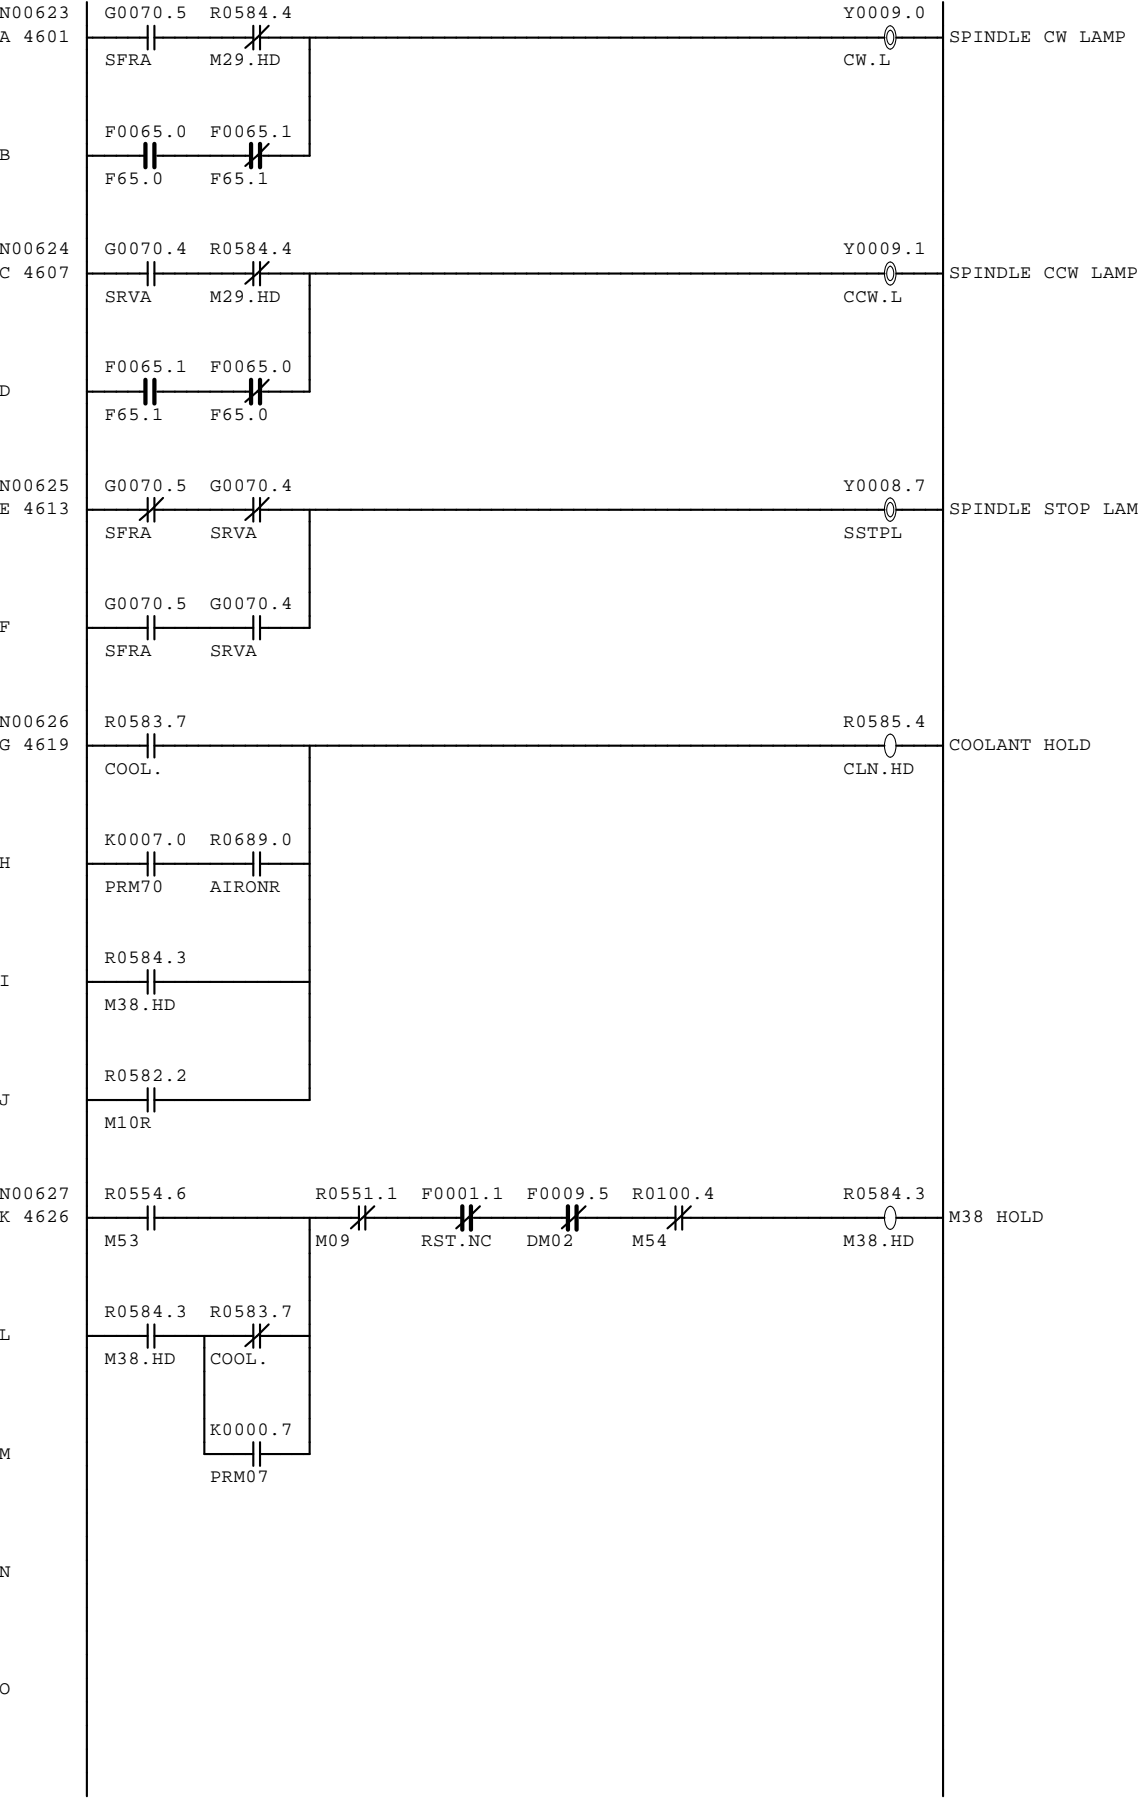 N00623 G0070.5 R0584.4 Y0009.0
A 4601 SPINDLE CW LAMP
SFRA M29.HD CW.L
F0065.0 F0065.1
B
F65.0 F65.1
N00624 G0070.4 R0584.4 Y0009.1
C 4607 SPINDLE CCW LAMP
SRVA M29.HD CCW.L
F0065.1 F0065.0
D
F65.1 F65.0
N00625 G0070.5 G0070.4 Y0008.7
E 4613 SPINDLE STOP LAM
SFRA SRVA SSTPL
G0070.5 G0070.4
F
SFRA SRVA
N00626 R0583.7 R0585.4
G 4619 COOLANT HOLD
COOL. CLN.HD
K0007.0 R0689.0
H
PRM70 AIRONR
R0584.3
I
M38.HD
R0582.2
J
M10R
N00627 R0554.6 R0551.1 F0001.1 F0009.5 R0100.4 R0584.3
K 4626 M38 HOLD
M53 M09 RST.NC DM02 M54 M38.HD
R0584.3 R0583.7
L
M38.HD COOL.
K0000.7
M
PRM07
N
O